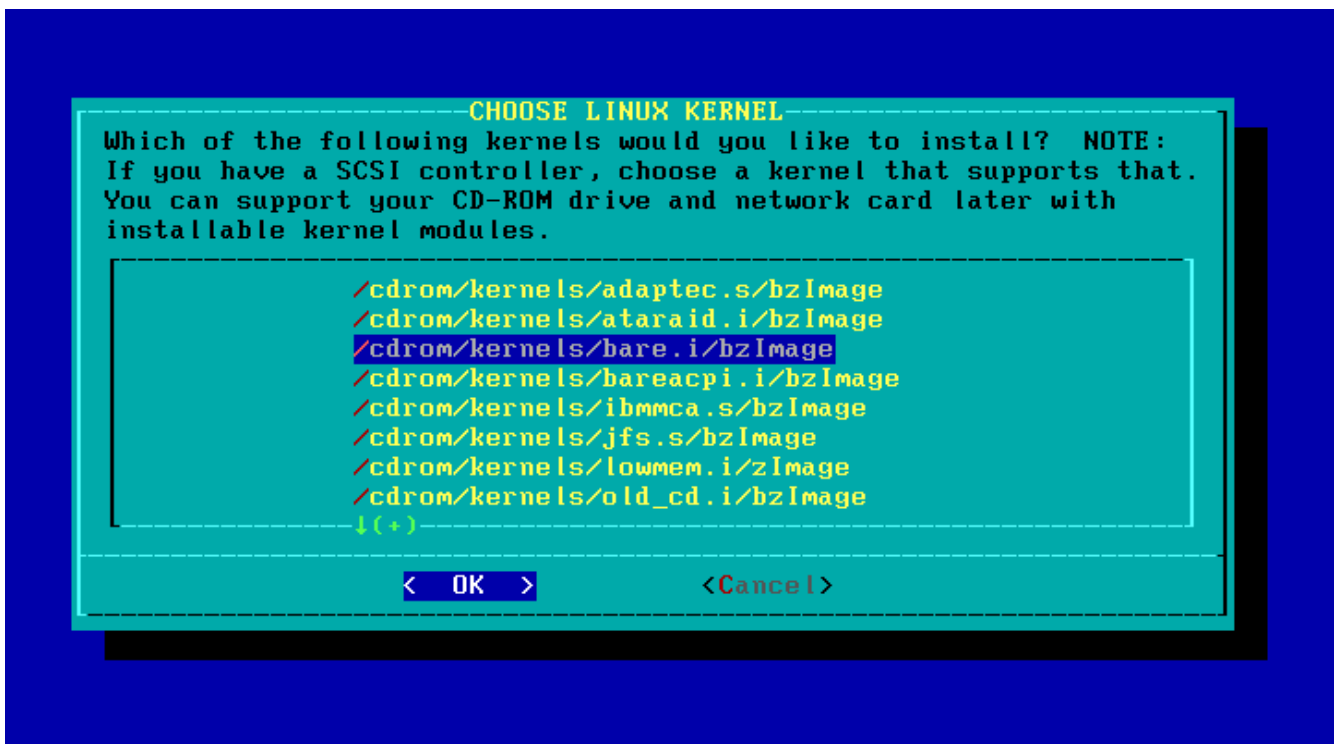 CHOOSE LINUX KERNEL
Which of the following kernels would you like to install?  NOTE:
If you have a SCSI controller, choose a kernel that supports that.
You can support your CD-ROM drive and network card later with
installable kernel modules.
/cdrom/kernels/adaptec.s/bzImage
/cdrom/kernels/ataraid.i/bzImage
/cdrom/kernels/bare.i/bzImage
/cdrom/kernels/bareacpi.i/bzImage
/cdrom/kernels/ibmmca.s/bzImage
/cdrom/kernels/jfs.s/bzImage
/cdrom/kernels/lowmem.i/zImage
/cdrom/kernels/old_cd.i/bzImage
↓(+)
<  OK  > <Cancel>